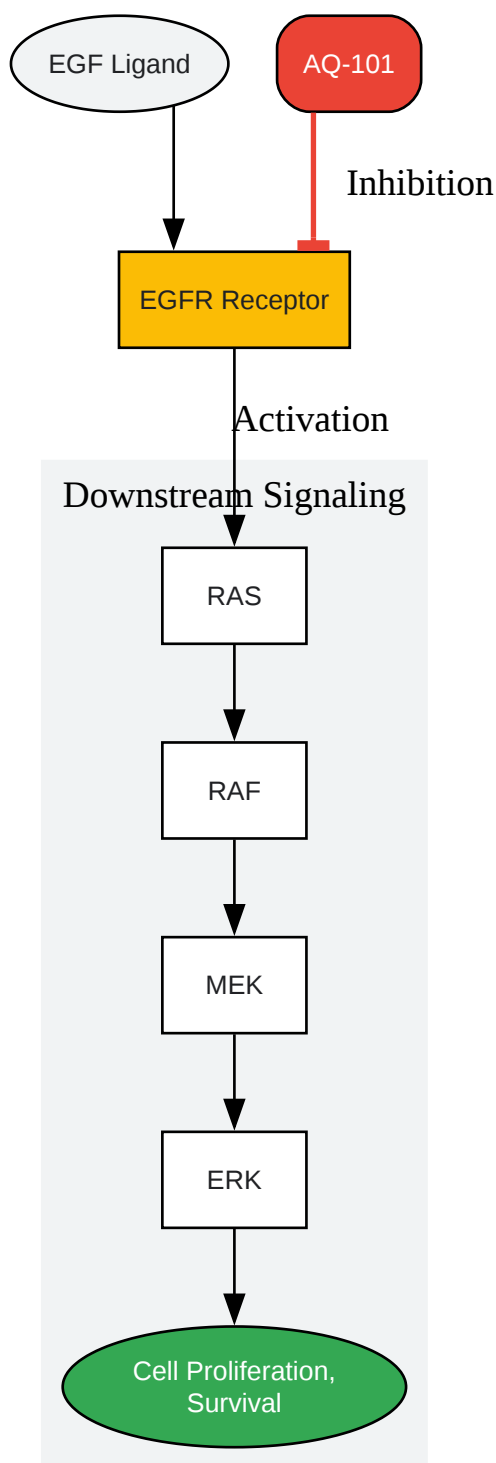 EGF Ligand
AQ-101
Inhibition
EGFR Receptor
Activation
Downstream Signaling
RAS
RAF
MEK
ERK
Cell Proliferation,
Survival